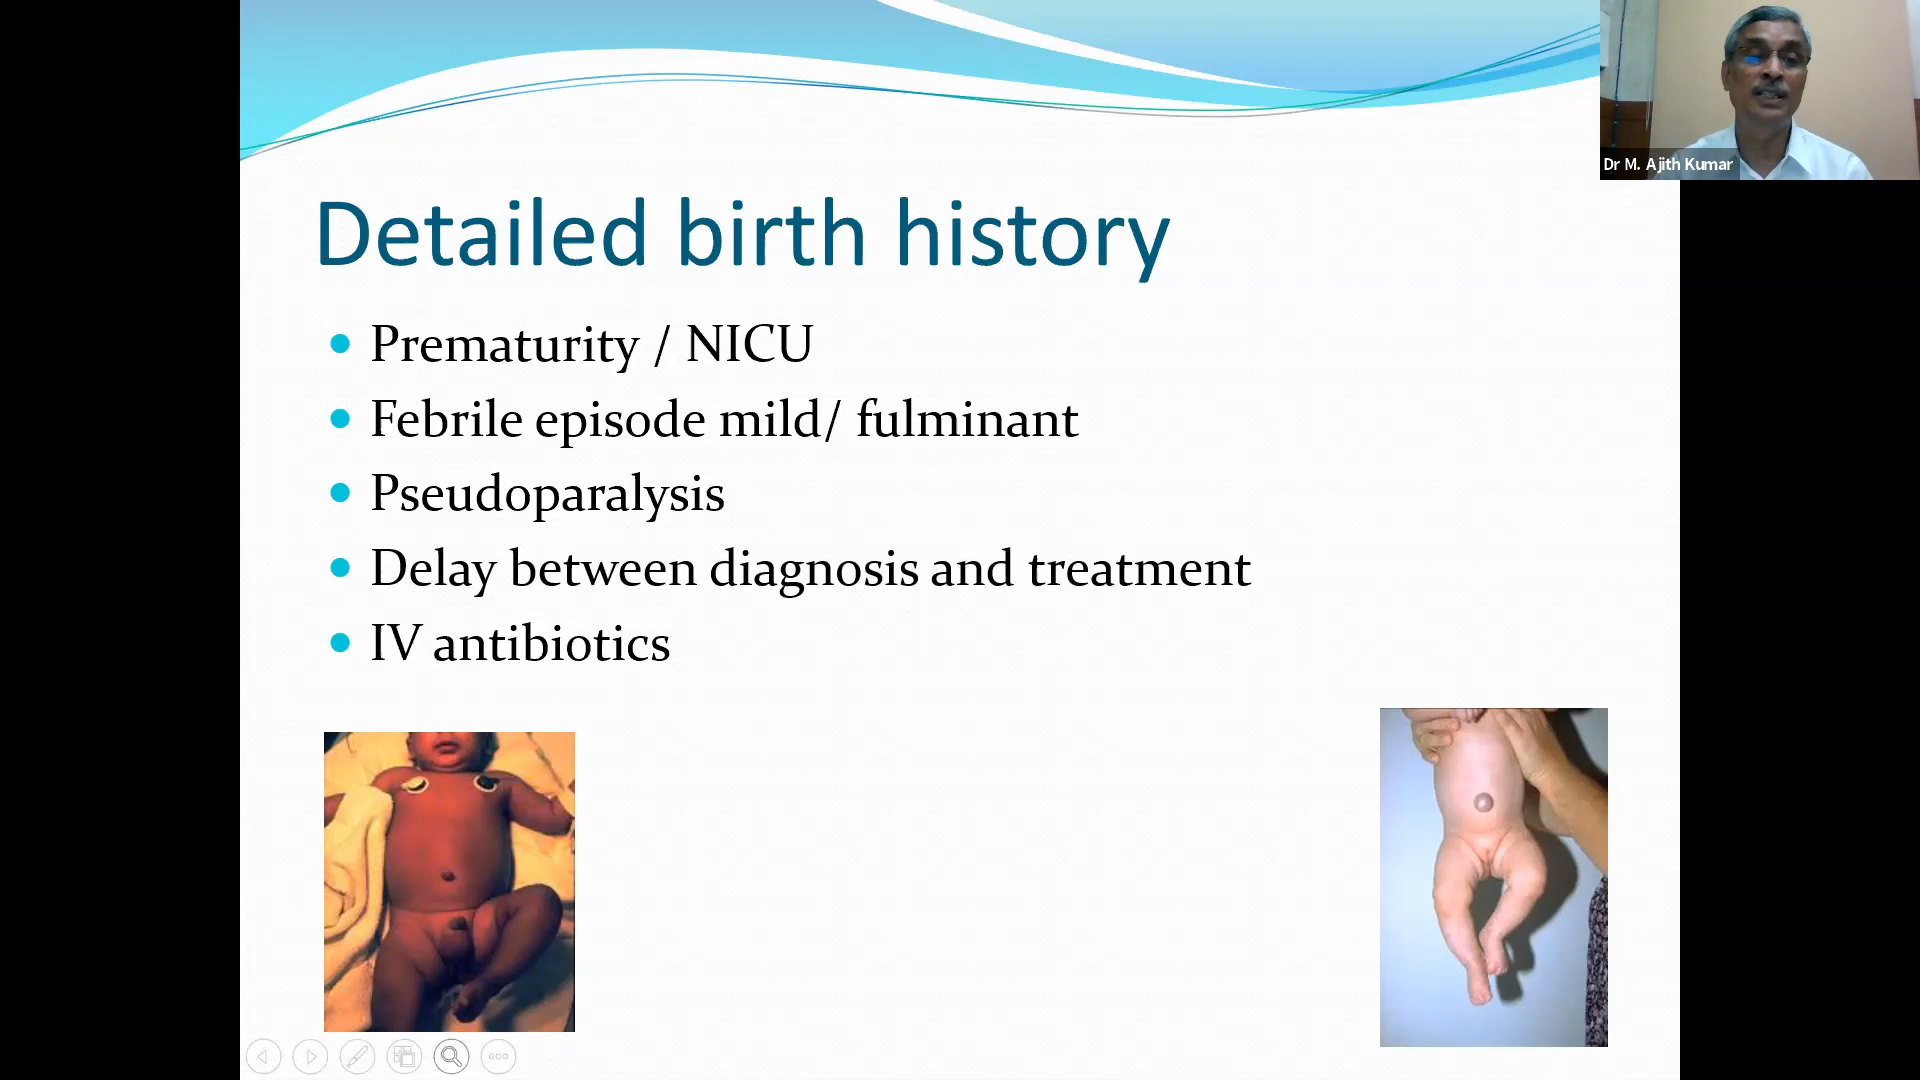 Dr M. Ajith Kumar
Detailed birth history
Prematurity / NICU
Febrile episode mild/ fulminant
Pseudoparalysis
Delay between diagnosis and treatment
IV antibiotics